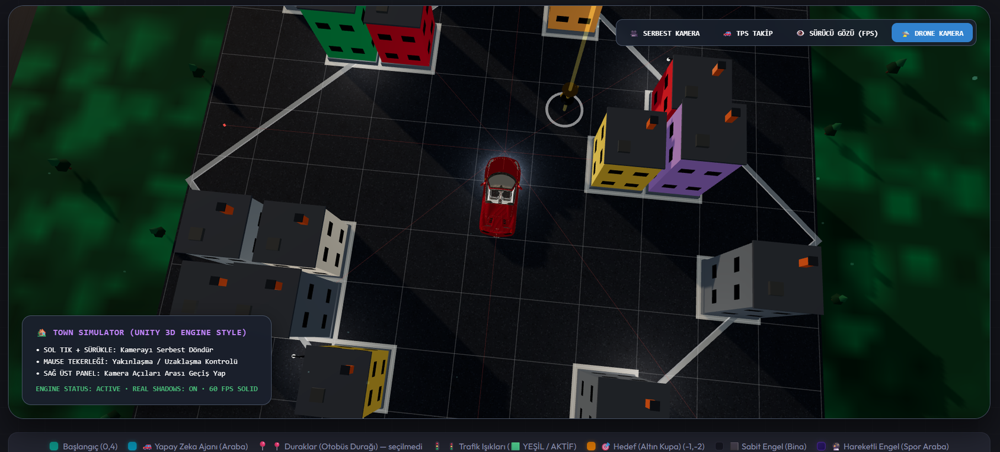 SERBEST KAMERA TPS TAKİP SÜRÜCÜ GÖZÜ (FPS) DRONE KAMERA
TOWN SIMULATOR (UNITY 3D ENGINE STYLE)
• SOL TIK + SÜRÜKLE: Kamerayı Serbest Döndür
• MAUSE TEKERLEĞİ: Yakınlaşma / Uzaklaşma Kontrolü
• SAĞ ÜST PANEL: Kamera Açıları Arası Geçiş Yap
ENGINE STATUS: ACTIVE · REAL SHADOWS: ON · 60 FPS SOLID
Başlangıç (0,4) Yapay Zeka Ajanı (Araba) Duraklar (Otobüs Durağı) — seçilmedi Trafik Işıkları ( YEŞİL / AKTİF) Hedef (Altın Kupa) (-1,-2) Sabit Engel (Bina) Hareketli Engel (Spor Araba)